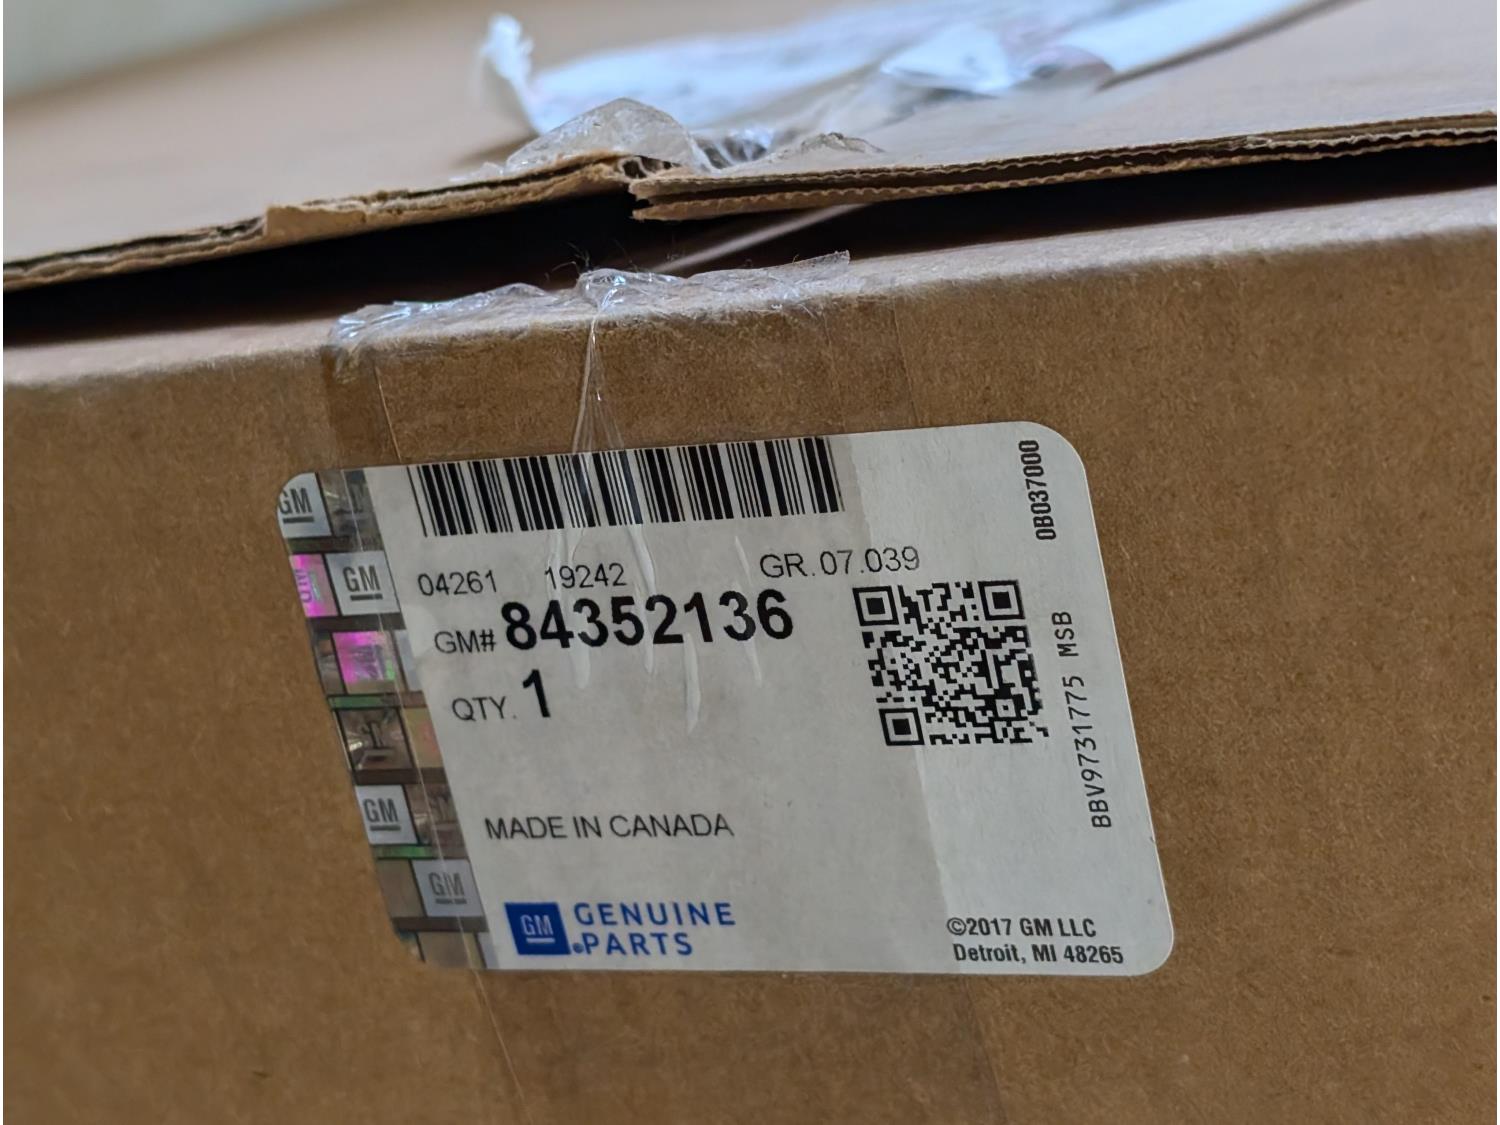 0B037000
04261 19242 GR.07.039
GM# 84352136
QTY. 1
BBV9731775 MSB
MADE IN CANADA
GM GENUINE
PARTS
©2017 GM LLC
Detroit, MI 48265
GM
GM
GM
GM
GM